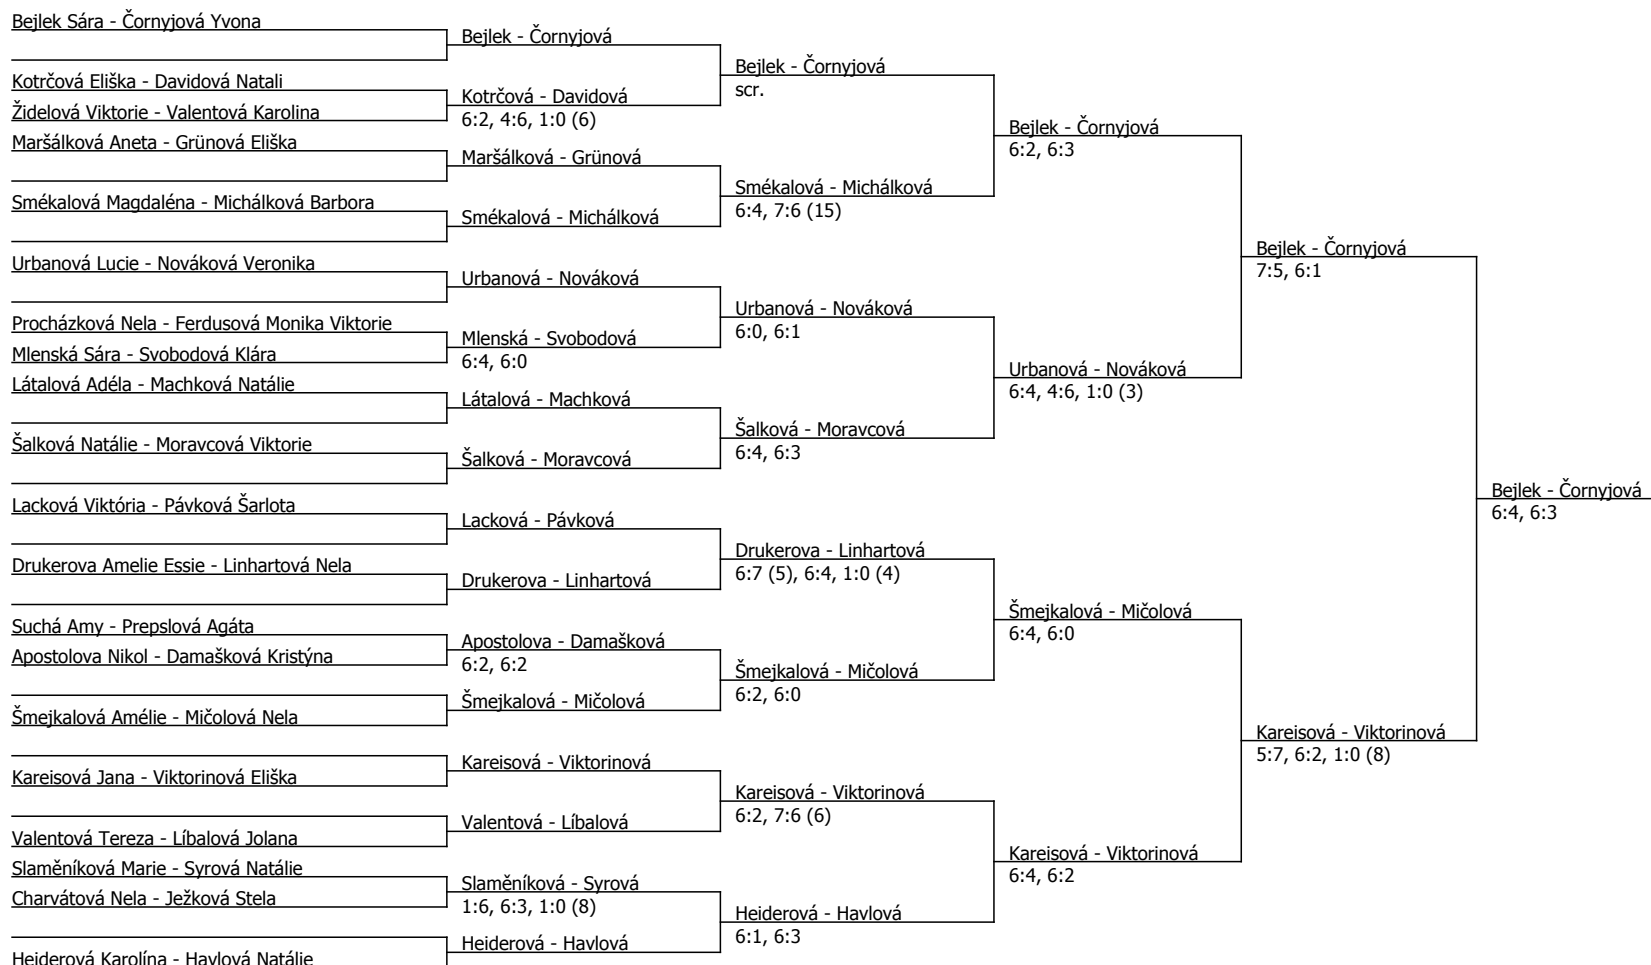 Bejlek Sára - Čornyjová Yvona
Kotrčová Eliška - Davidová Natali
Židelová Viktorie - Valentová Karolina
Maršálková Aneta - Grünová Eliška
Smékalová Magdaléna - Michálková Barbora
Urbanová Lucie - Nováková Veronika
Procházková Nela - Ferdusová Monika Viktorie
Mlenská Sára - Svobodová Klára
Látalová Adéla - Machková Natálie
Šalková Natálie - Moravcová Viktorie
Lacková Viktória - Pávková Šarlota
Drukerova Amelie Essie - Linhartová Nela
Suchá Amy - Prepslová Agáta
Apostolova Nikol - Damašková Kristýna
Šmejkalová Amélie - Mičolová Nela
Kareisová Jana - Viktorinová Eliška
Valentová Tereza - Líbalová Jolana
Slaměníková Marie - Syrová Natálie
Charvátová Nela - Ježková Stela
Heiderová Karolína - Havlová Natálie
Bejlek - Čornyjová
Kotrčová - Davidová
6:2, 4:6, 1:0 (6)
Maršálková - Grünová
Smékalová - Michálková
Urbanová - Nováková
Mlenská - Svobodová
6:4, 6:0
Látalová - Machková
Šalková - Moravcová
Lacková - Pávková
Drukerova - Linhartová
Apostolova - Damašková
6:2, 6:2
Šmejkalová - Mičolová
Kareisová - Viktorinová
Valentová - Líbalová
Slaměníková - Syrová
1:6, 6:3, 1:0 (8)
Heiderová - Havlová
Bejlek - Čornyjová
scr.
Smékalová - Michálková
6:4, 7:6 (15)
Urbanová - Nováková
6:0, 6:1
Šalková - Moravcová
6:4, 6:3
Drukerova - Linhartová
6:7 (5), 6:4, 1:0 (4)
Šmejkalová - Mičolová
6:2, 6:0
Kareisová - Viktorinová
6:2, 7:6 (6)
Heiderová - Havlová
6:1, 6:3
Bejlek - Čornyjová
6:2, 6:3
Urbanová - Nováková
6:4, 4:6, 1:0 (3)
Šmejkalová - Mičolová
6:4, 6:0
Kareisová - Viktorinová
6:4, 6:2
Bejlek - Čornyjová
7:5, 6:1
Kareisová - Viktorinová
5:7, 6:2, 1:0 (8)
Bejlek - Čornyjová
6:4, 6:3